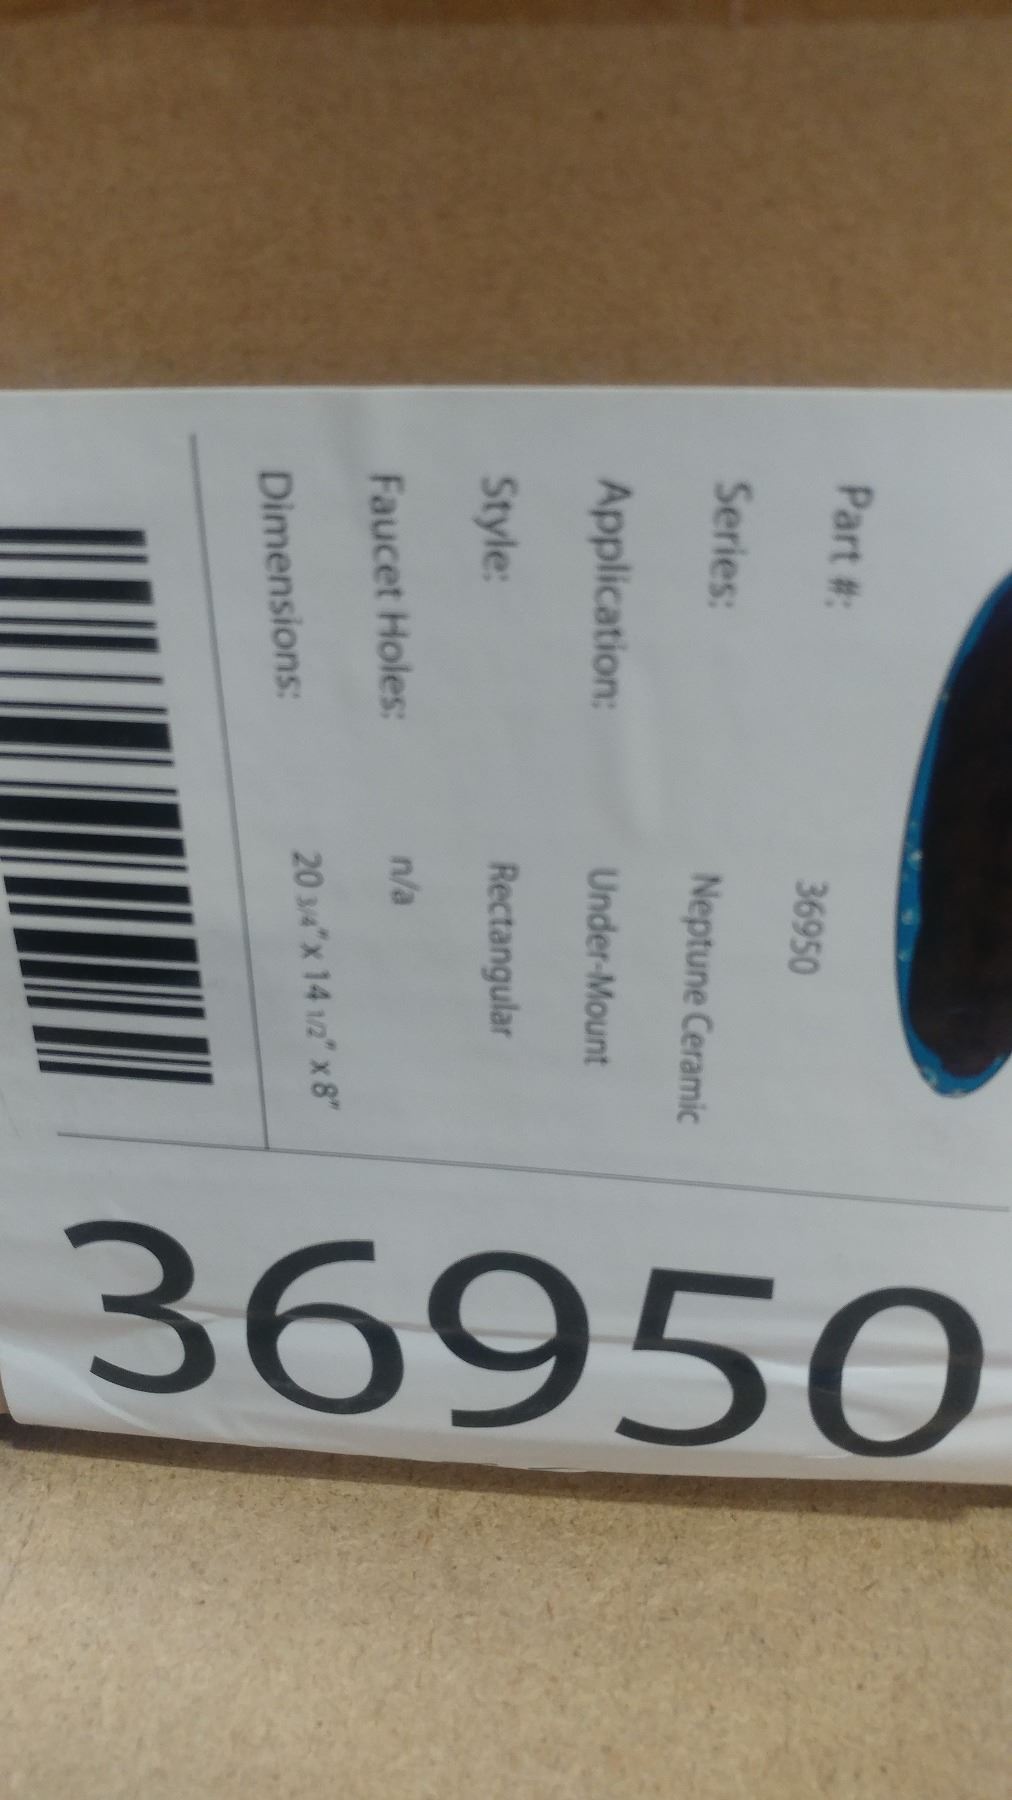 Part #: 36950
Series: Neptune Ceramic
Application: Under-Mount
Style: Rectangular
Faucet Holes: n/a
Dimensions: 20 3/4" x 14 1/2" x 8"
36950